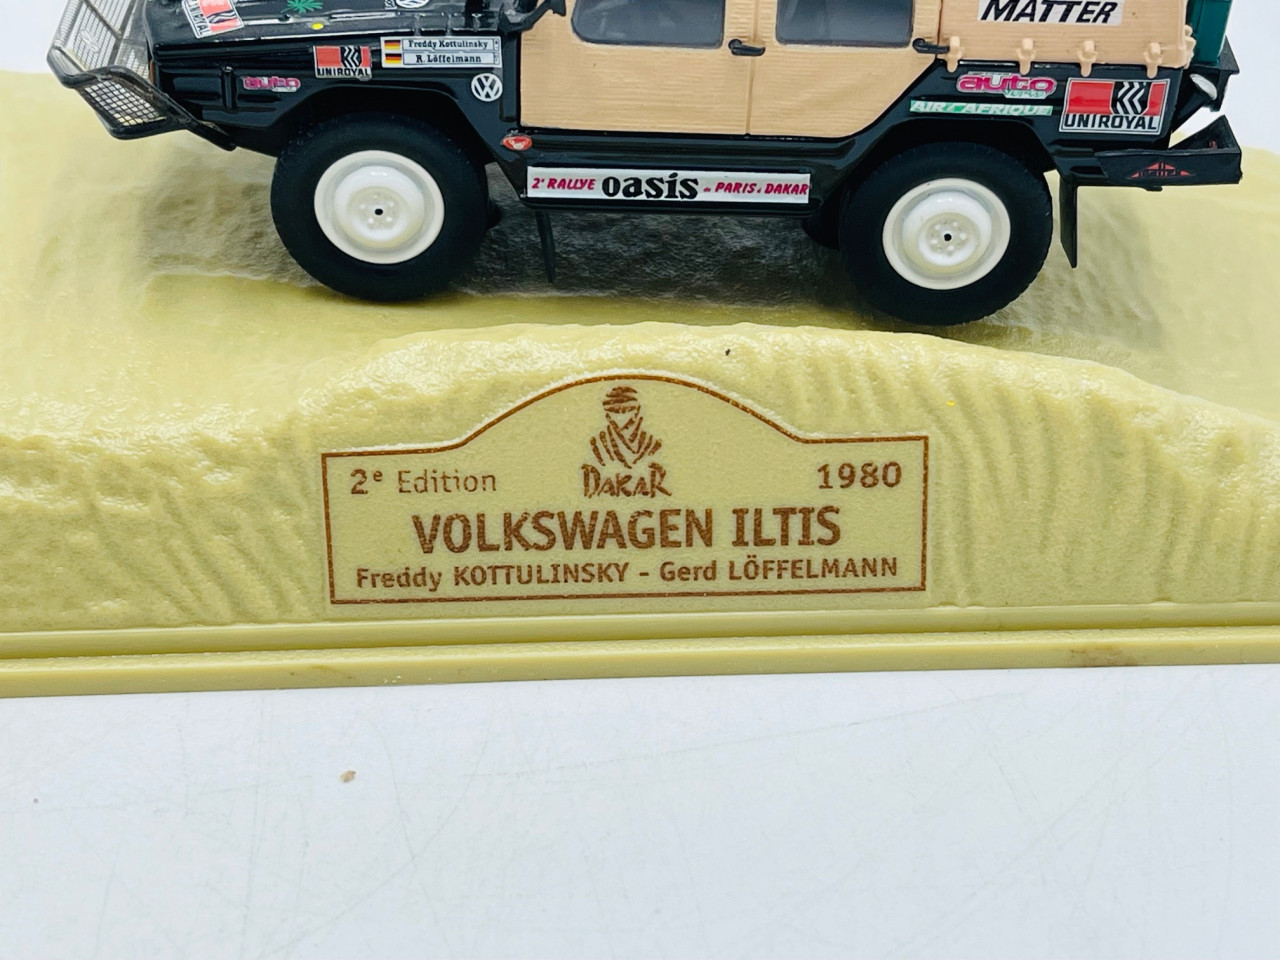 MATTER
Freddy Kottulinsky
R. Löffelmann
UNIROYAL
auto
auto
AIR AFRIQUE
UNIROYAL
2e RALLYE oasis PARIS DAKAR
2e Edition
DAKAR
1980
VOLKSWAGEN ILTIS
Freddy KOTTULINSKY - Gerd LÖFFELMANN